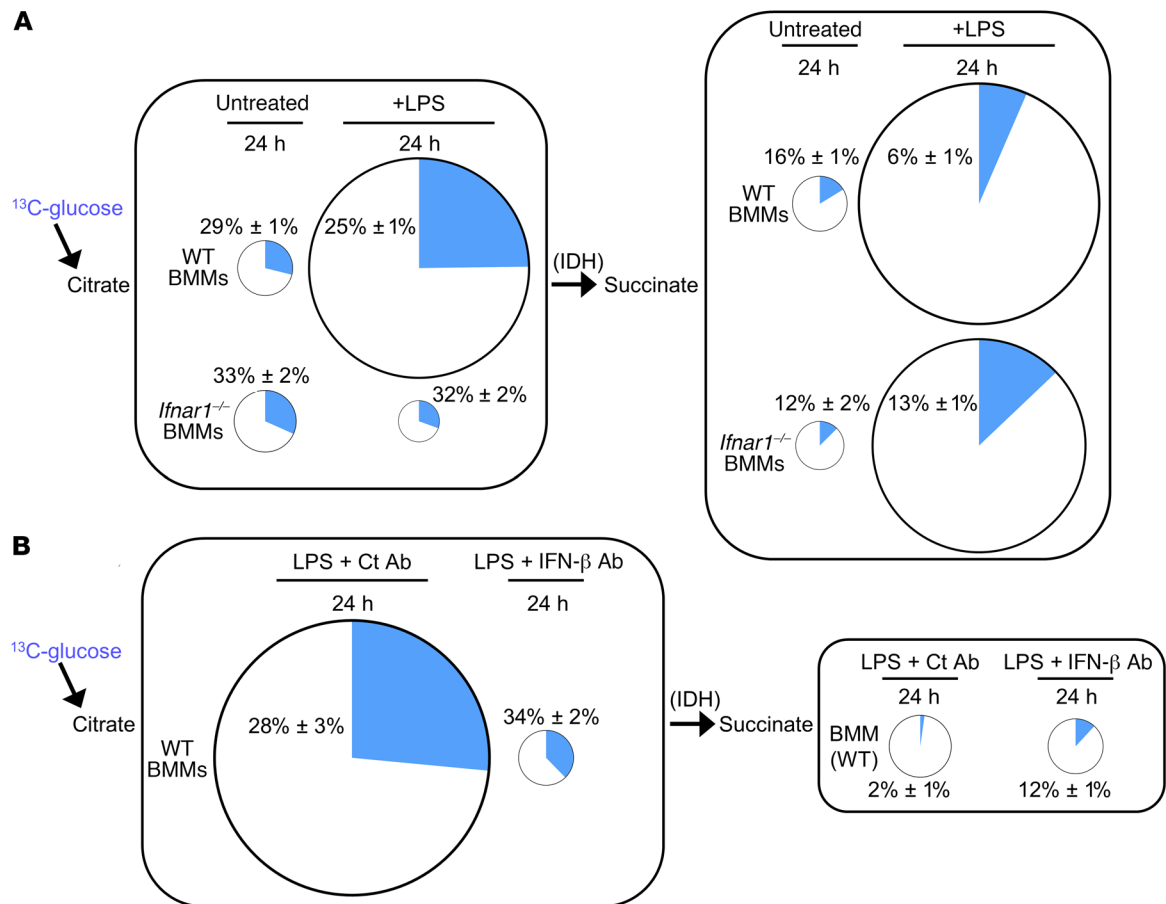 A
Untreated
+LPS
24 h
24 h
13C-glucose
Citrate
29% ± 1%
25% ± 1%
WT
BMMs
33% ± 2%
32% ± 2%
Ifnar1–/–
BMMs
(IDH)
Succinate
Untreated
+LPS
24 h
24 h
16% ± 1%
6% ± 1%
WT
BMMs
12% ± 2%
13% ±1%
Ifnar1–/–
BMMs
B
LPS + Ct Ab
LPS + IFN-β Ab
24 h
24 h
13C-glucose
Citrate
28% ± 3%
34% ± 2%
WT
BMMs
(IDH)
Succinate
LPS + Ct Ab
LPS + IFN-β Ab
24 h
24 h
BMM
(WT)
2% ± 1%
12% ± 1%